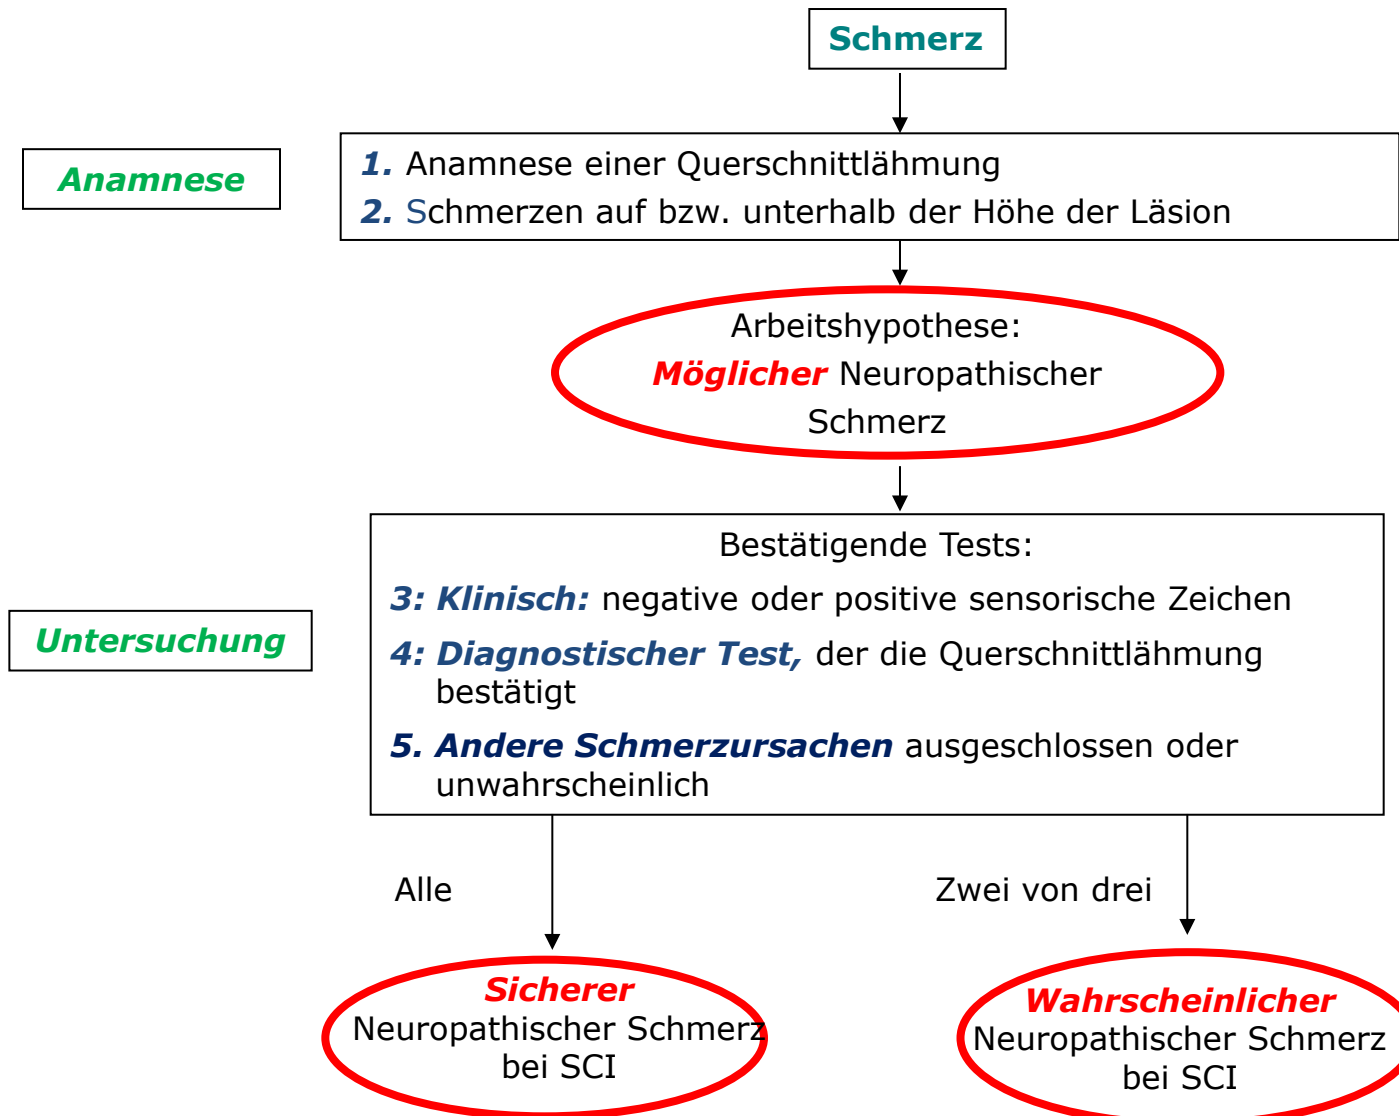 Schmerz
Anamnese
1. Anamnese einer Querschnittlähmung
2. Schmerzen auf bzw. unterhalb der Höhe der Läsion
Arbeitshypothese:
Möglicher Neuropathischer
Schmerz
Bestätigende Tests:
Untersuchung
3: Klinisch: negative oder positive sensorische Zeichen
4: Diagnostischer Test, der die Querschnittlähmung
bestätigt
5. Andere Schmerzursachen ausgeschlossen oder
unwahrscheinlich
Alle
Zwei von drei
Sicherer
Neuropathischer Schmerz
bei SCI
Wahrscheinlicher
Neuropathischer Schmerz
bei SCI